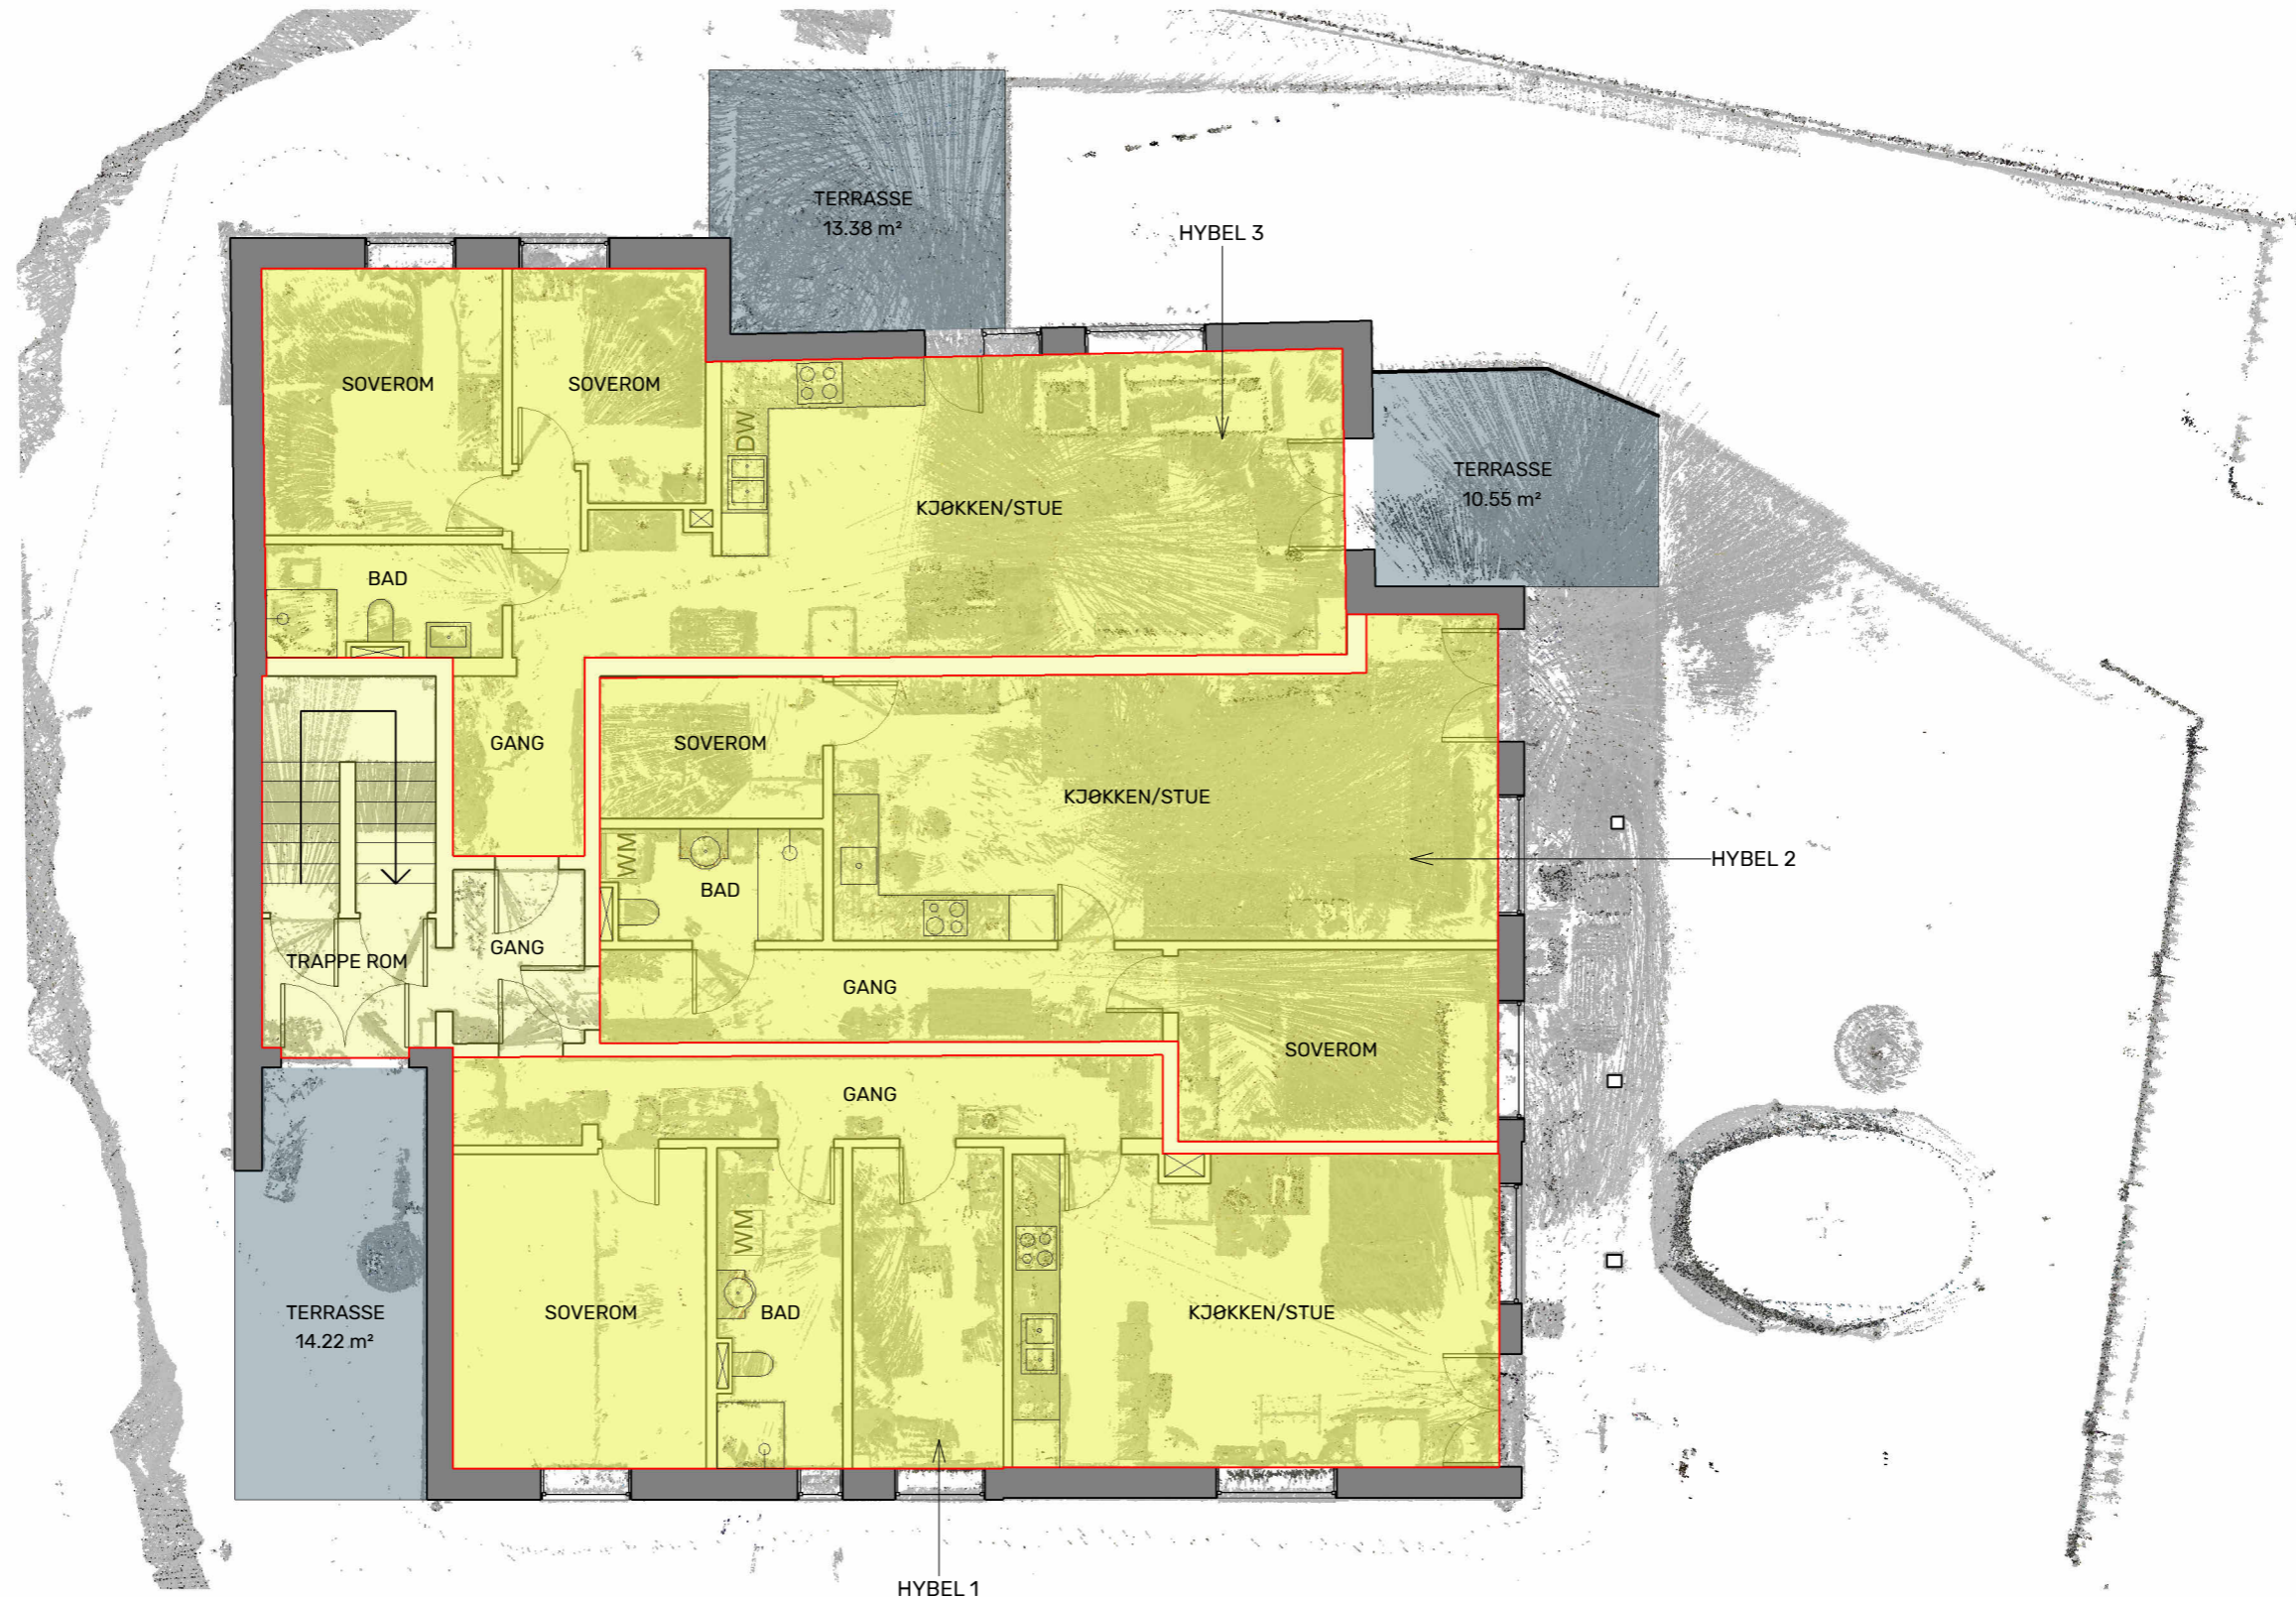 TERRASSE
13.38 m²
HYBEL 3
SOVEROM
SOVEROM
DW
TERRASSE
10.55 m²
KJØKKEN/STUE
BAD
GANG
SOVEROM
KJØKKEN/STUE
WM
BAD
HYBEL 2
GANG
TRAPPE ROM
GANG
SOVEROM
GANG
WM
TERRASSE
14.22 m²
SOVEROM
BAD
KJØKKEN/STUE
HYBEL 1